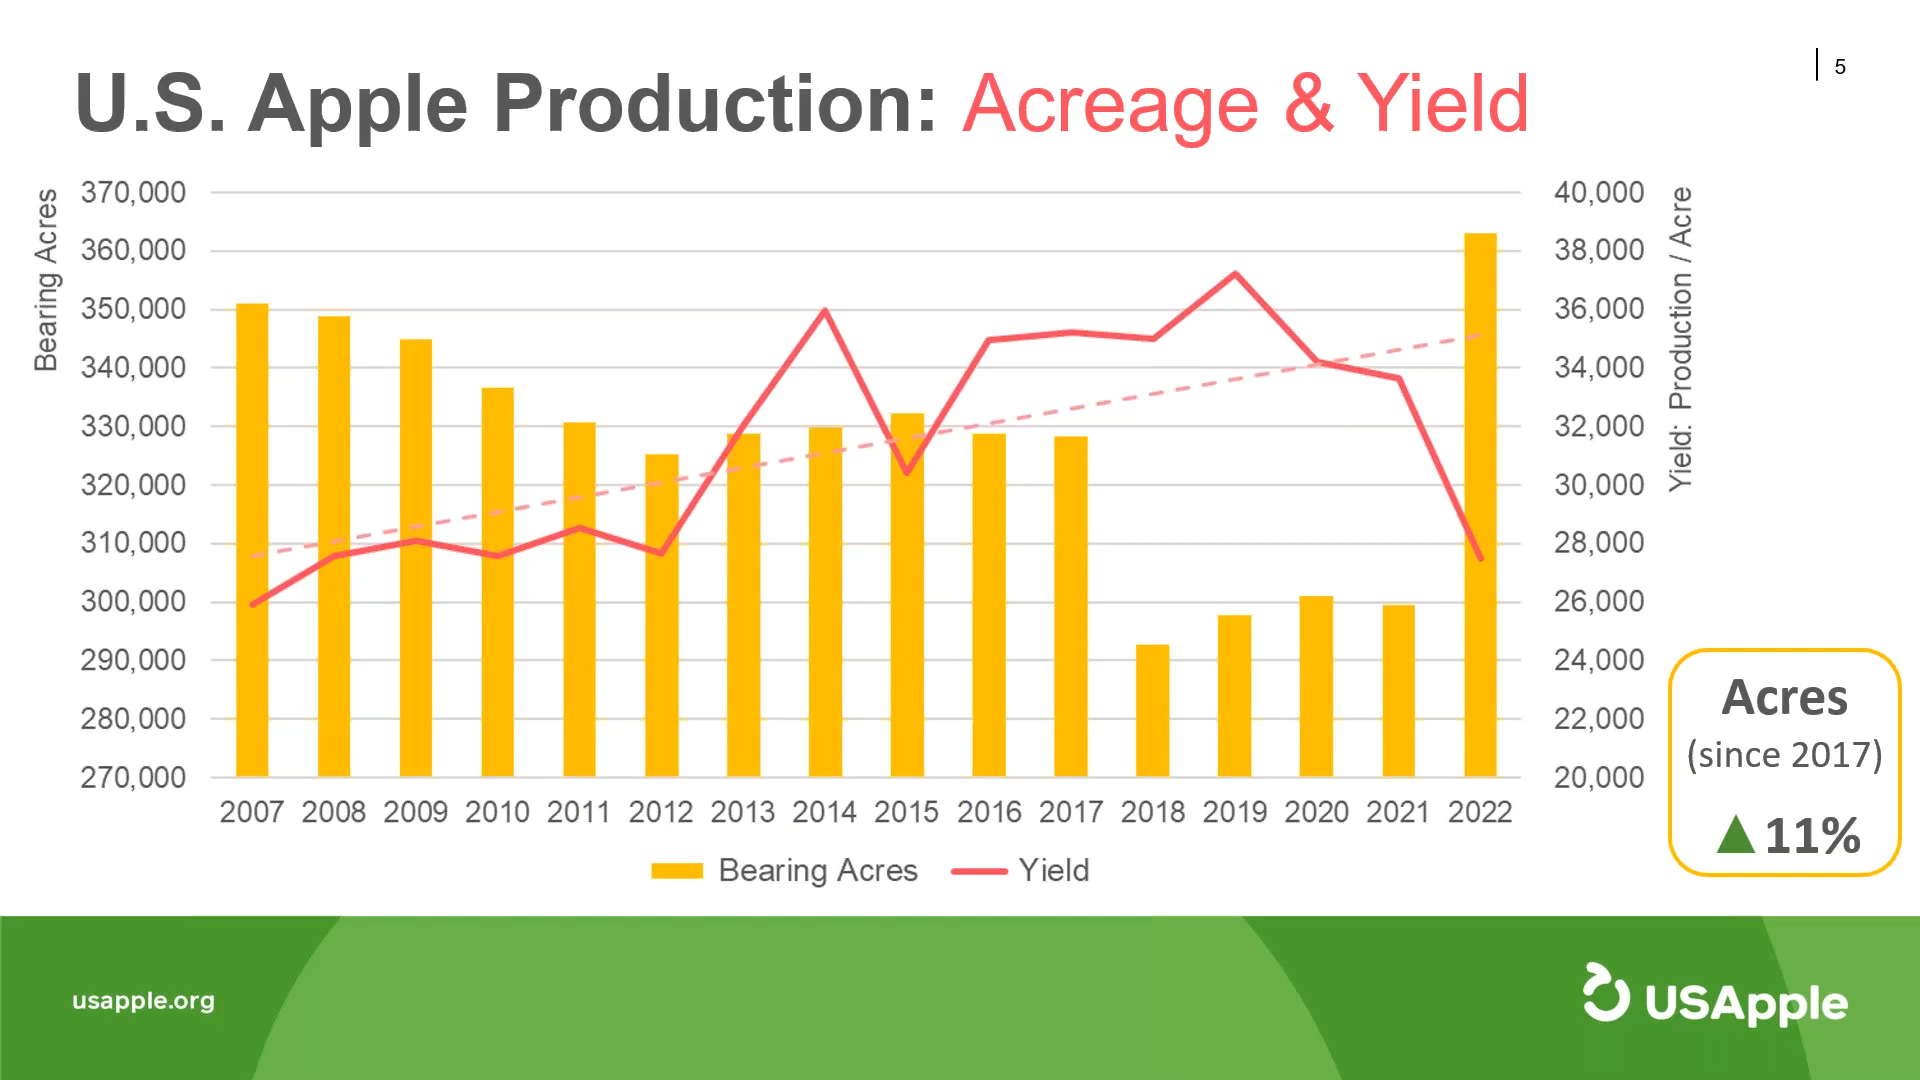 5
U.S. Apple Production: Acreage & Yield
Bearing Acres
370,000
360,000
350,000
340,000
330,000
320,000
310,000
300,000
290,000
280,000
270,000
40,000
38,000
36,000
34,000
32,000
30,000
28,000
26,000
24,000
22,000
20,000
Yield: Production / Acre
2007 2008 2009 2010 2011 2012 2013 2014 2015 2016 2017 2018 2019 2020 2021 2022
Bearing Acres Yield
Acres
(since 2017)
▲11%
usapple.org
USApple